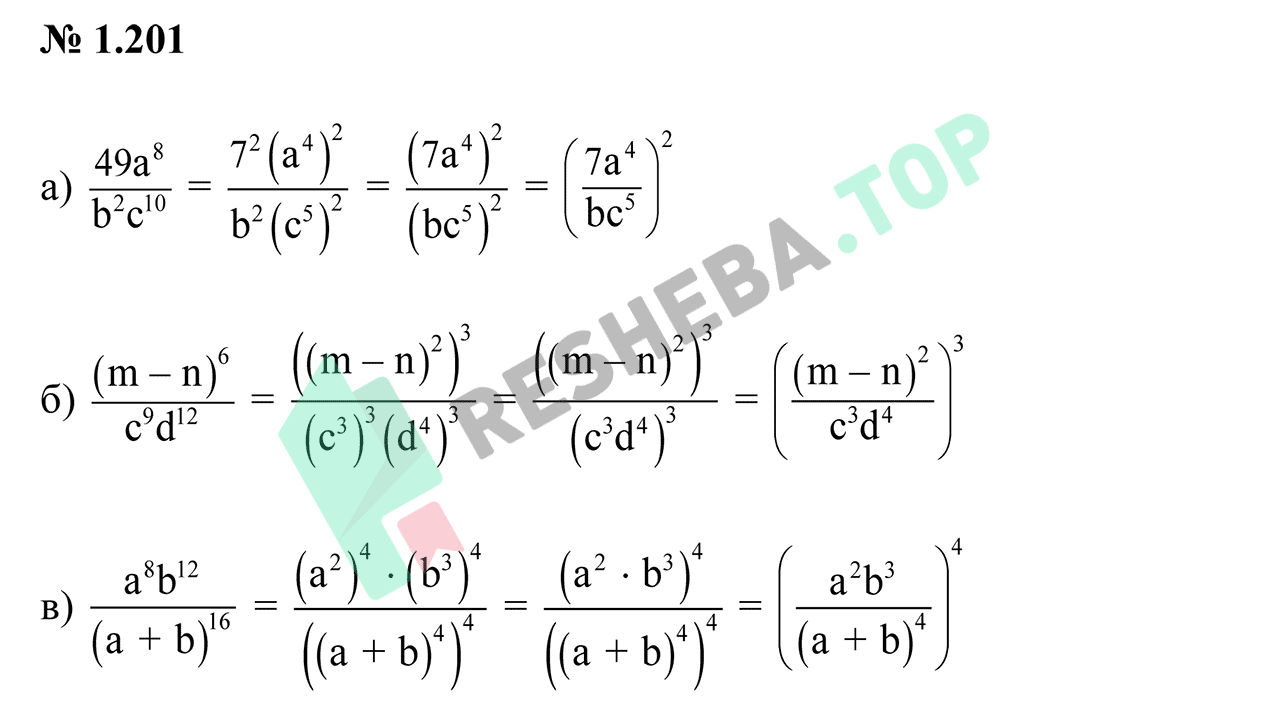 № 1.201
а) \frac{49a^8}{b^2c^{10}} = \frac{7^2(a^4)^2}{b^2(c^5)^2} = \frac{(7a^4)^2}{(bc^5)^2} = \left(\frac{7a^4}{bc^5}\right)^2
б) \frac{(m – n)^6}{c^9d^{12}} = \frac{((m – n)^2)^3}{(c^3)^3(d^4)^3} = \frac{((m – n)^2)^3}{(c^3d^4)^3} = \left(\frac{(m – n)^2}{c^3d^4}\right)^3
в) \frac{a^8b^{12}}{(a + b)^{16}} = \frac{(a^2)^4 · (b^3)^4}{((a + b)^4)^4} = \frac{(a^2 · b^3)^4}{((a + b)^4)^4} = \left(\frac{a^2b^3}{(a + b)^4}\right)^4
RESHEBA.TOP